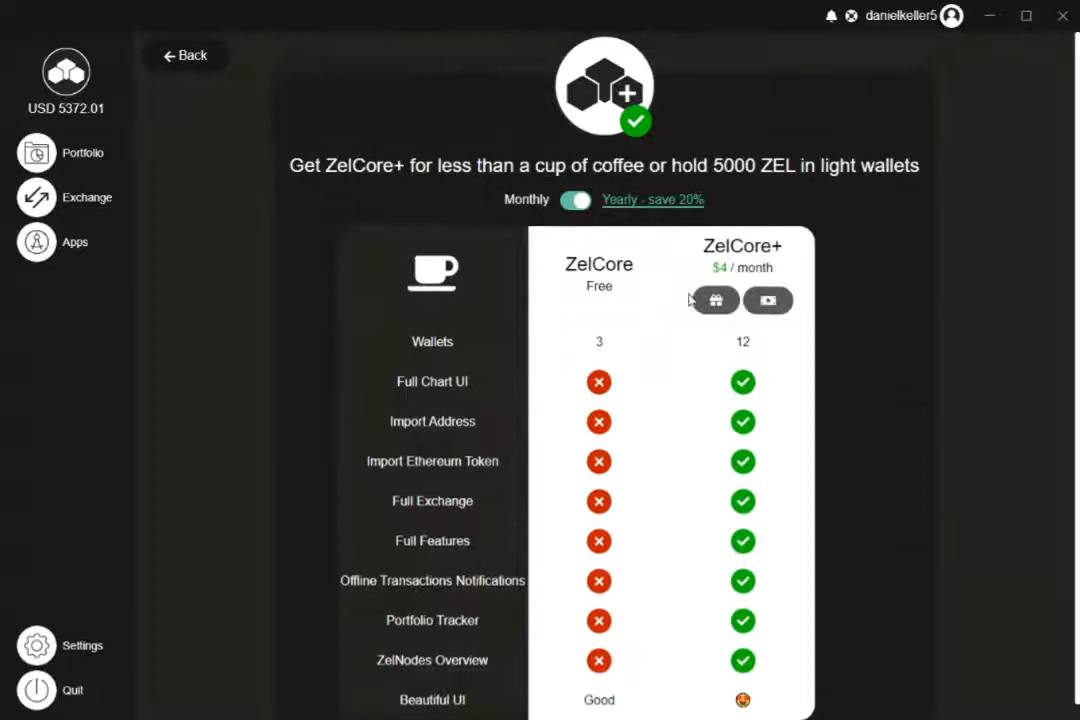 danielkeller5
← Back
USD 5372.01
Portfolio
Exchange
Apps
Get ZelCore+ for less than a cup of coffee or hold 5000 ZEL in light wallets
Monthly Yearly - save 20%
ZelCore
Free
ZelCore+
$4 / month
Wallets 3 12
Full Chart UI
Import Address
Import Ethereum Token
Full Exchange
Full Features
Offline Transactions Notifications
Portfolio Tracker
ZelNodes Overview
Beautiful UI Good
Settings
Quit